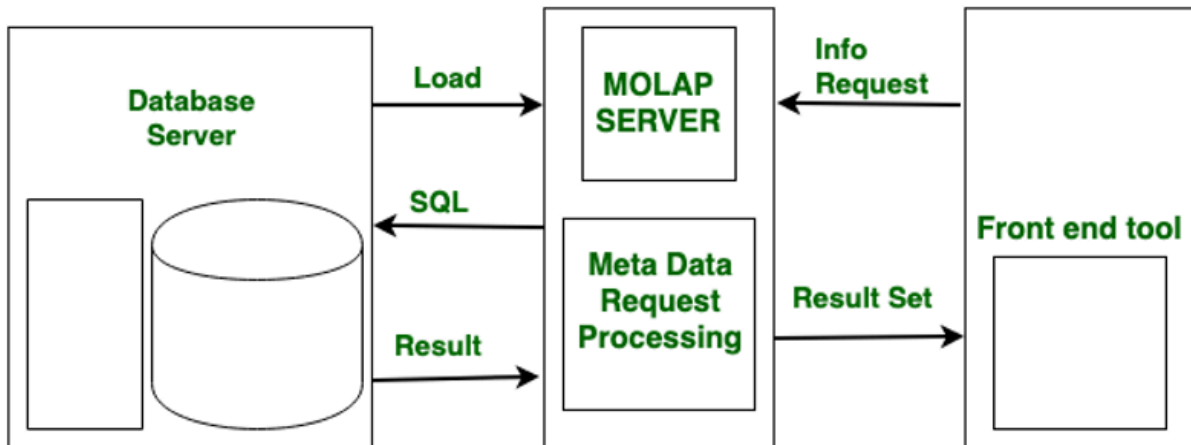 Database
Server
Load
SQL
Result
MOLAP
SERVER
Meta Data
Request
Processing
Info
Request
Result Set
Front end tool